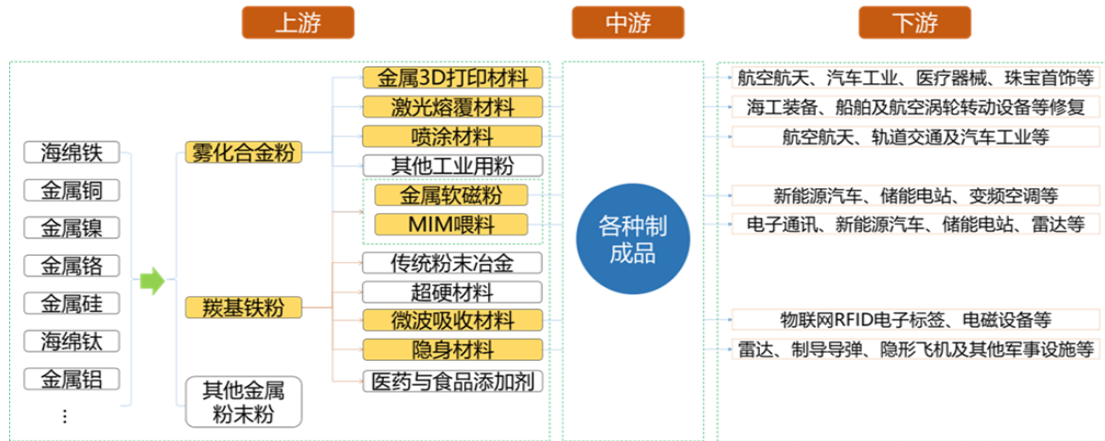 上游
中游
下游
海绵铁
金属铜
金属镍
金属铬
金属硅
海绵钛
金属铝
⋮
雾化合金粉
羰基铁粉
其他金属
粉末粉
金属3D打印材料
激光熔覆材料
喷涂材料
其他工业用粉
金属软磁粉
MIM喂料
传统粉末冶金
超硬材料
微波吸收材料
隐身材料
医药与食品添加剂
各种制
成品
航空航天、汽车工业、医疗器械、珠宝首饰等
海工装备、船舶及航空涡轮转动设备等修复
航空航天、轨道交通及汽车工业等
新能源汽车、储能电站、变频空调等
电子通讯、新能源汽车、储能电站、雷达等
物联网RFID电子标签、电磁设备等
雷达、制导导弹、隐形飞机及其他军事设施等